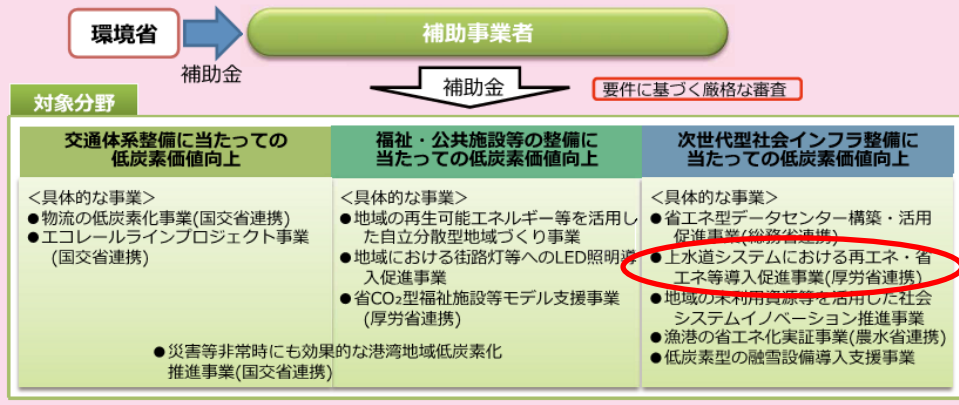 環境省
補助事業者
補助金
補助金
要件に基づく厳格な審査
対象分野
交通体系整備に当たっての
低炭素価値向上
<具体的な事業>
●物流の低炭素化事業(国交省連携)
●エコレールラインプロジェクト事業
(国交省連携)
福祉・公共施設等の整備に
当たっての低炭素価値向上
<具体的な事業>
●地域の再生可能エネルギー等を活用し
た自立分散型地域づくり事業
●地域における街路灯等へのLED照明導
入促進事業
●省CO₂型福祉施設等モデル支援事業
(厚労省連携)
●災害等非常時にも効果的な港湾地域低炭素化
推進事業(国交省連携)
次世代型社会インフラ整備に
当たっての低炭素価値向上
<具体的な事業>
●省エネ型データセンター構築・活用
促進事業(総務省連携)
●上水道システムにおける再エネ・省
エネ等導入促進事業(厚労省連携)
●地域の未利用資源等を活用した社会
システムイノベーション推進事業
●漁港の省エネ化実証事業(農水省連携)
●低炭素型の融雪設備導入支援事業